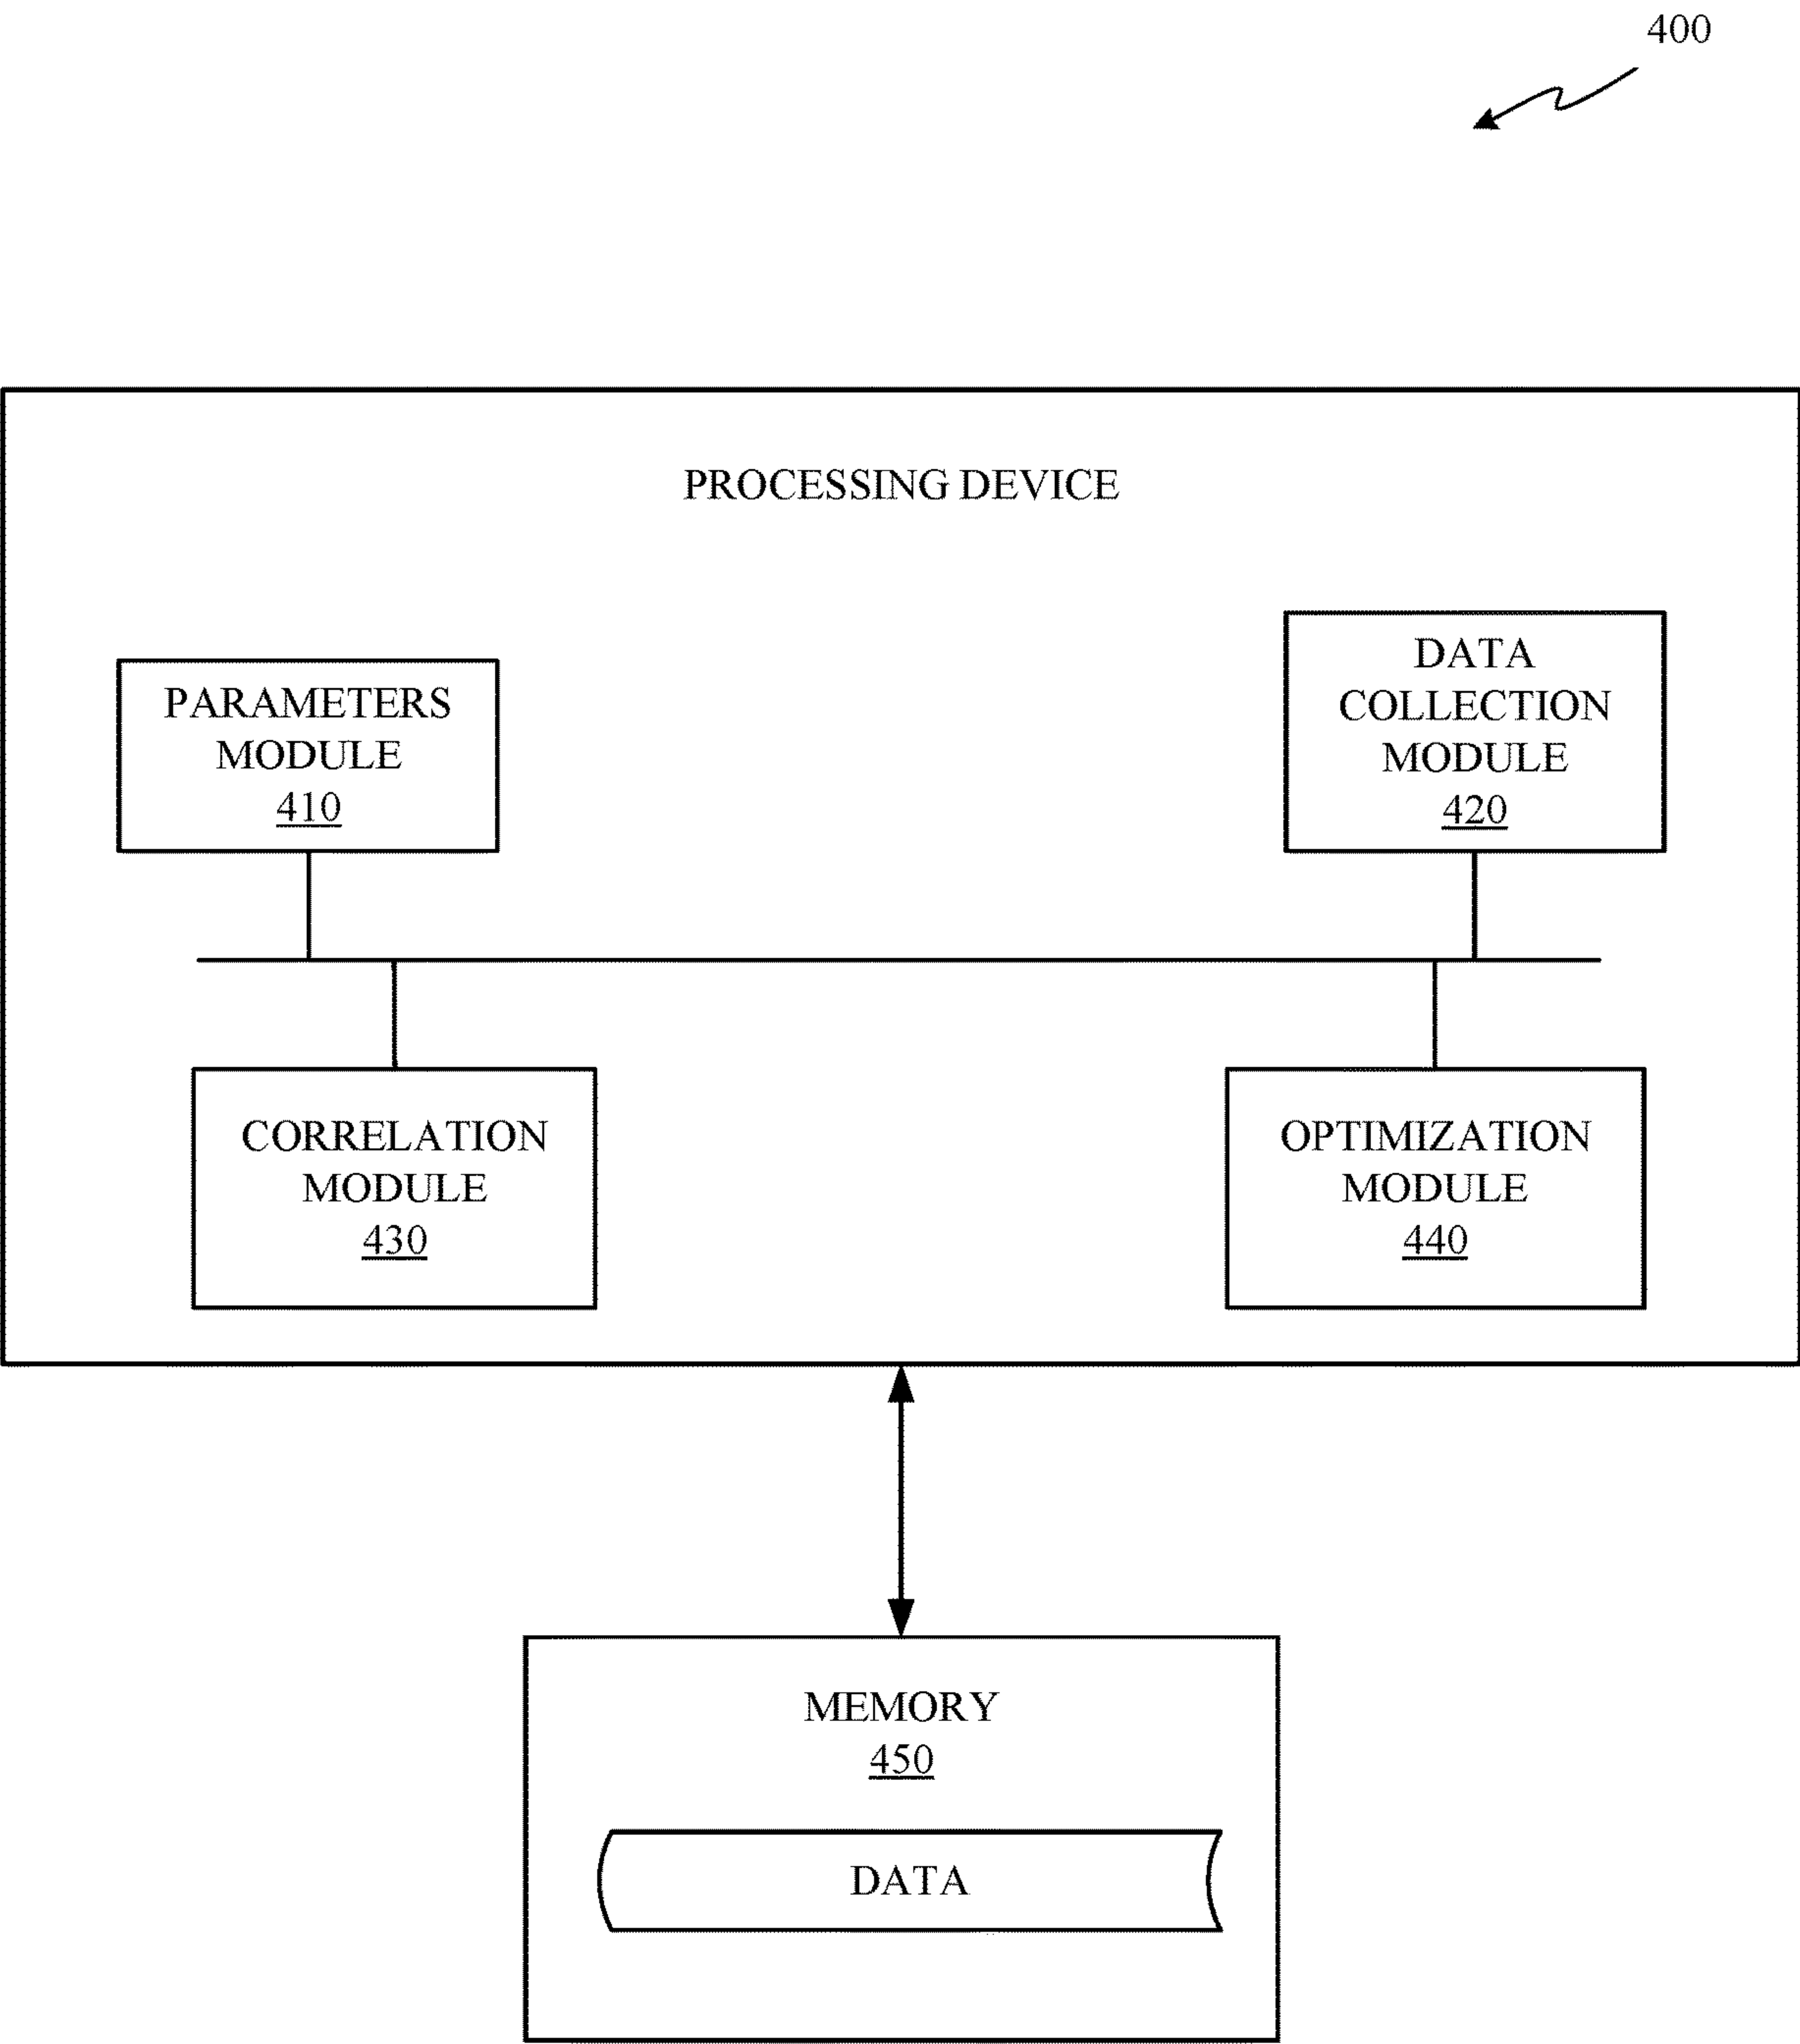 400
PROCESSING DEVICE
PARAMETERS
MODULE
410
DATA
COLLECTION
MODULE
420
CORRELATION
MODULE
430
OPTIMIZATION
MODULE
440
MEMORY
450
DATA